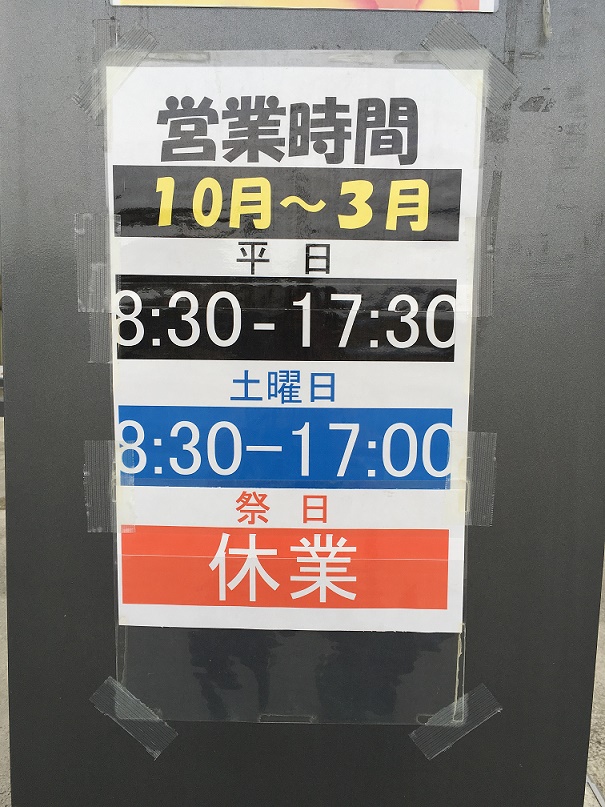 営業時間
10月～3月
平日
8:30-17:30
土曜日
8:30-17:00
祭日
休業